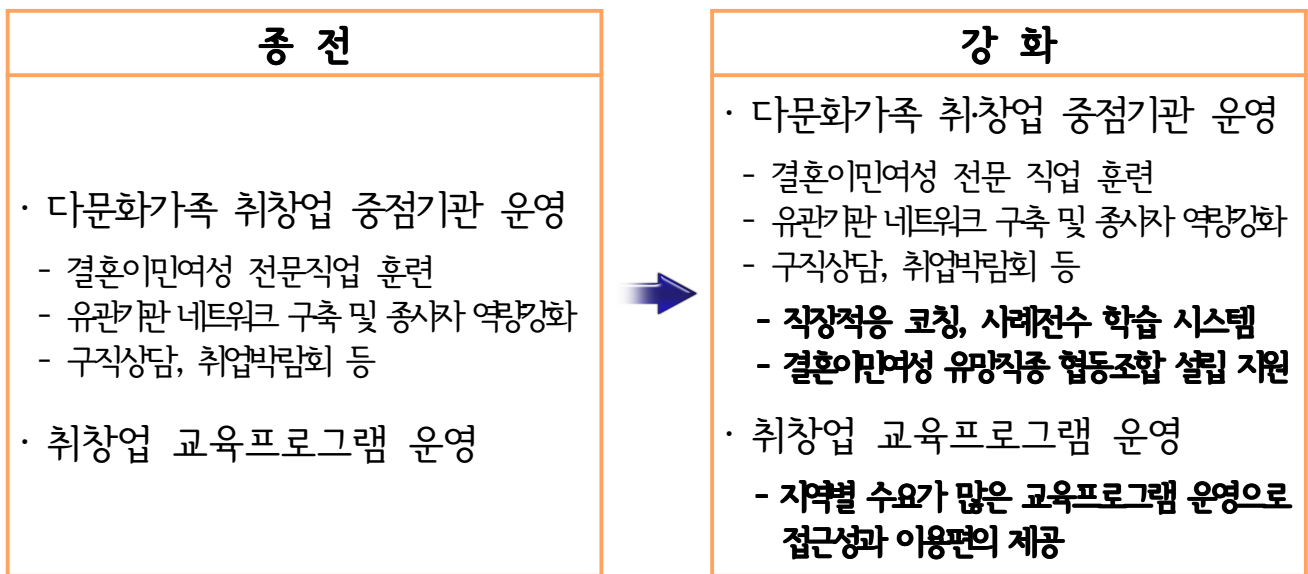 종 전
· 다문화가족 취창업 중점기관 운영
- 결혼이민여성 전문직업 훈련
- 유관기관 네트워크 구축 및 종사자 역량강화
- 구직상담, 취업박람회 등
· 취창업 교육프로그램 운영
강 화
· 다문화가족 취·창업 중점기관 운영
- 결혼이민여성 전문 직업 훈련
- 유관기관 네트워크 구축 및 종사자 역량강화
- 구직상담, 취업박람회 등
- 직장적응 코칭, 사례전수 학습 시스템
- 결혼이민여성 유망직종 협동조합 설립 지원
· 취창업 교육프로그램 운영
- 지역별 수요가 많은 교육프로그램 운영으로
접근성과 이용편의 제공